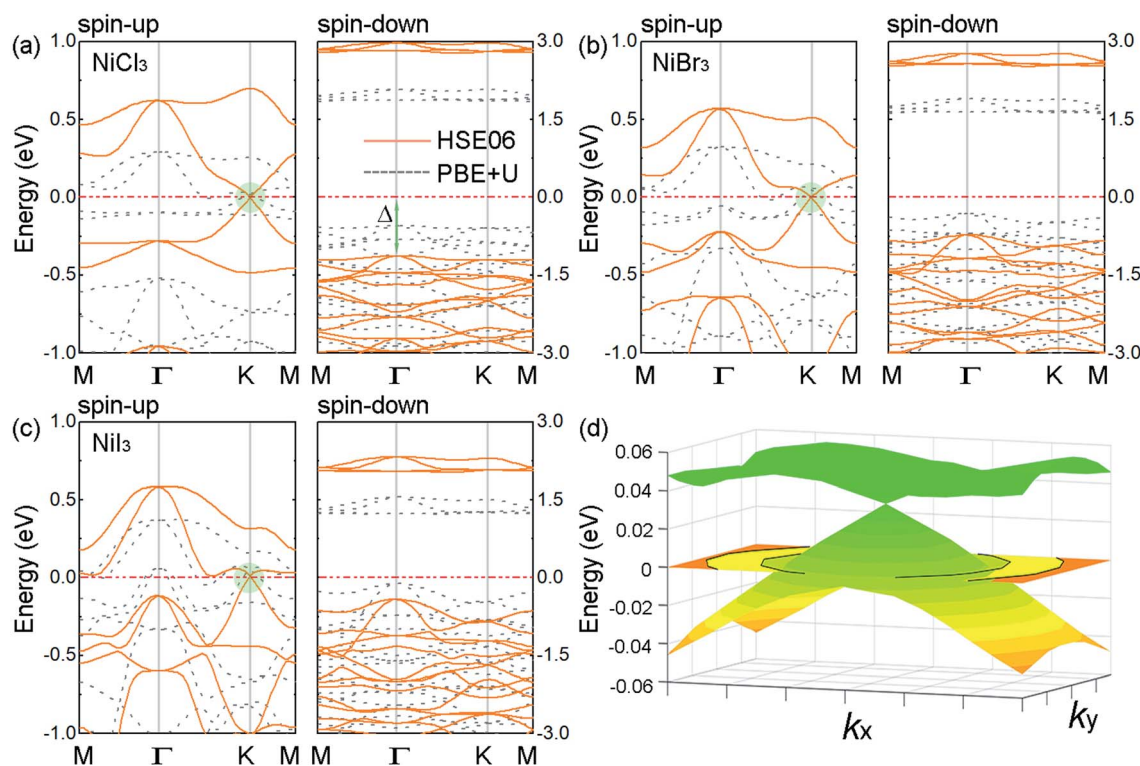 spin-up spin-down spin-up spin-down
(a) 1.0 3.0 (b) 1.0 3.0
NiCl₃ NiBr₃
0.5 1.5 0.5 1.5
HSE06
PBE+U
Energy (eV) 0.0 0.0 Energy (eV) 0.0 0.0
Δ
-0.5 -1.5 -0.5 -1.5
-1.0 -3.0 -1.0 -3.0
M Γ K M M Γ K M M Γ K M M Γ K M
spin-up spin-down
(c) 1.0 3.0 (d)
NiI₃
0.5 1.5
Energy (eV) 0.0 0.0
-0.5 -1.5
-1.0 -3.0
M Γ K M M Γ K M
Energy (eV)
0.06
0.04
0.02
0
-0.02
-0.04
-0.06
kx ky